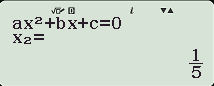 ax²+bx+c=0
x₂=
1/5